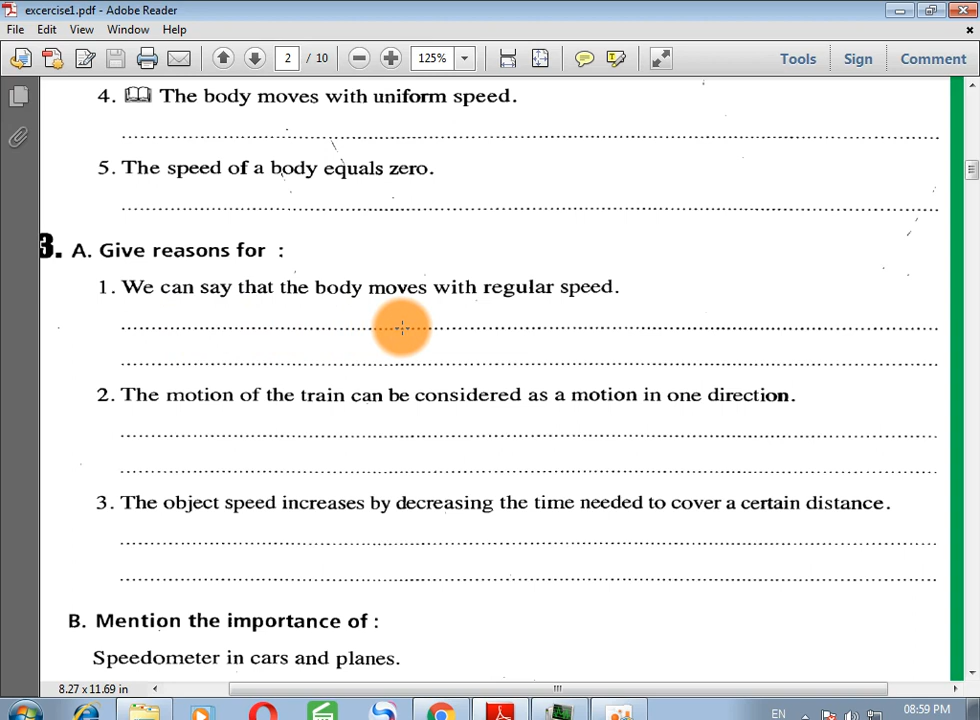 excercise1.pdf - Adobe Reader
File Edit View Window Help
2 / 10 125% Tools Sign Comment
4. The body moves with uniform speed.
5. The speed of a body equals zero.
3. A. Give reasons for :
1. We can say that the body moves with regular speed.
2. The motion of the train can be considered as a motion in one direction.
3. The object speed increases by decreasing the time needed to cover a certain distance.
B. Mention the importance of :
Speedometer in cars and planes.
8.27 x 11.69 in
EN 08:59 PM